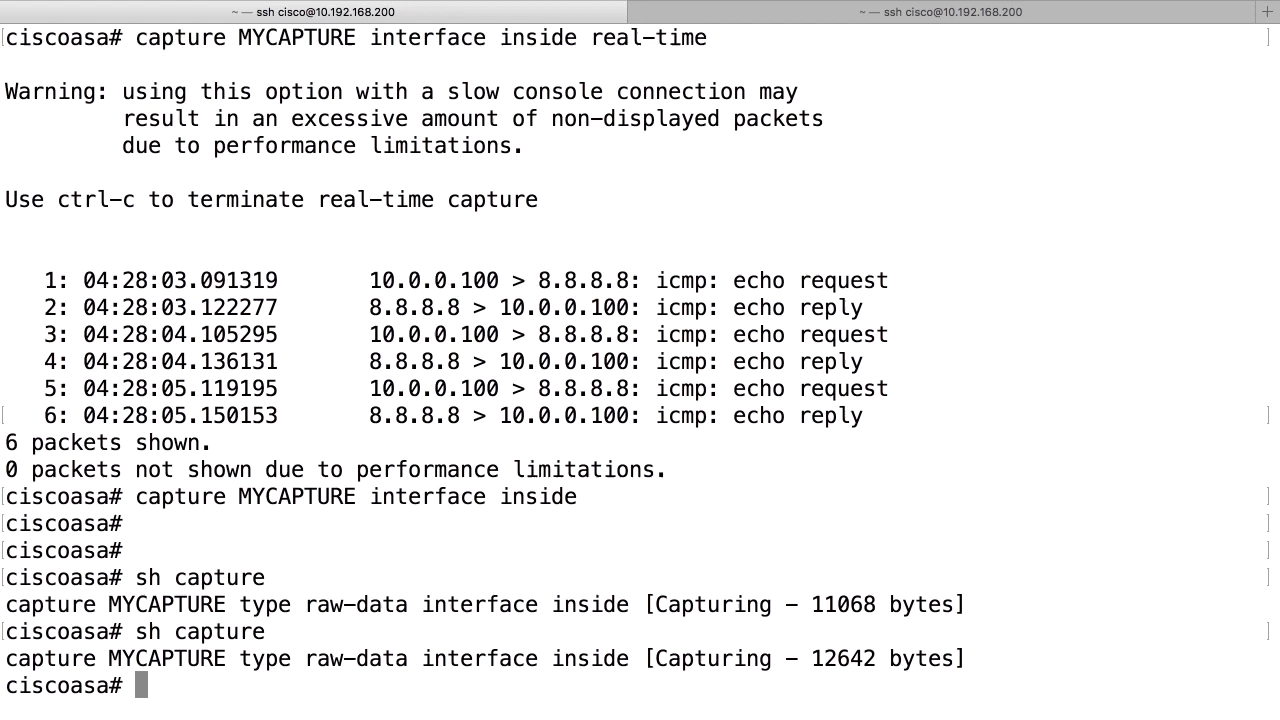 ~ — ssh cisco@10.192.168.200
~ — ssh cisco@10.192.168.200
ciscoasa# capture MYCAPTURE interface inside real-time
Warning: using this option with a slow console connection may
result in an excessive amount of non-displayed packets
due to performance limitations.
Use ctrl-c to terminate real-time capture
1: 04:28:03.091319 10.0.0.100 > 8.8.8.8: icmp: echo request
2: 04:28:03.122277 8.8.8.8 > 10.0.0.100: icmp: echo reply
3: 04:28:04.105295 10.0.0.100 > 8.8.8.8: icmp: echo request
4: 04:28:04.136131 8.8.8.8 > 10.0.0.100: icmp: echo reply
5: 04:28:05.119195 10.0.0.100 > 8.8.8.8: icmp: echo request
6: 04:28:05.150153 8.8.8.8 > 10.0.0.100: icmp: echo reply
6 packets shown.
0 packets not shown due to performance limitations.
ciscoasa# capture MYCAPTURE interface inside
ciscoasa#
ciscoasa#
ciscoasa# sh capture
capture MYCAPTURE type raw-data interface inside [Capturing - 11068 bytes]
ciscoasa# sh capture
capture MYCAPTURE type raw-data interface inside [Capturing - 12642 bytes]
ciscoasa#